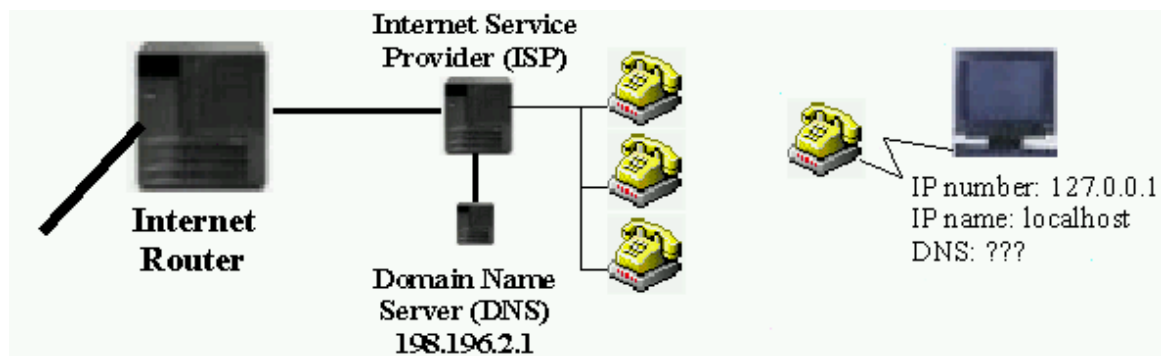 Internet Service
Provider (ISP)
Internet
Router
Domain Name
Server (DNS)
198.196.2.1
IP number: 127.0.0.1
IP name: localhost
DNS: ???